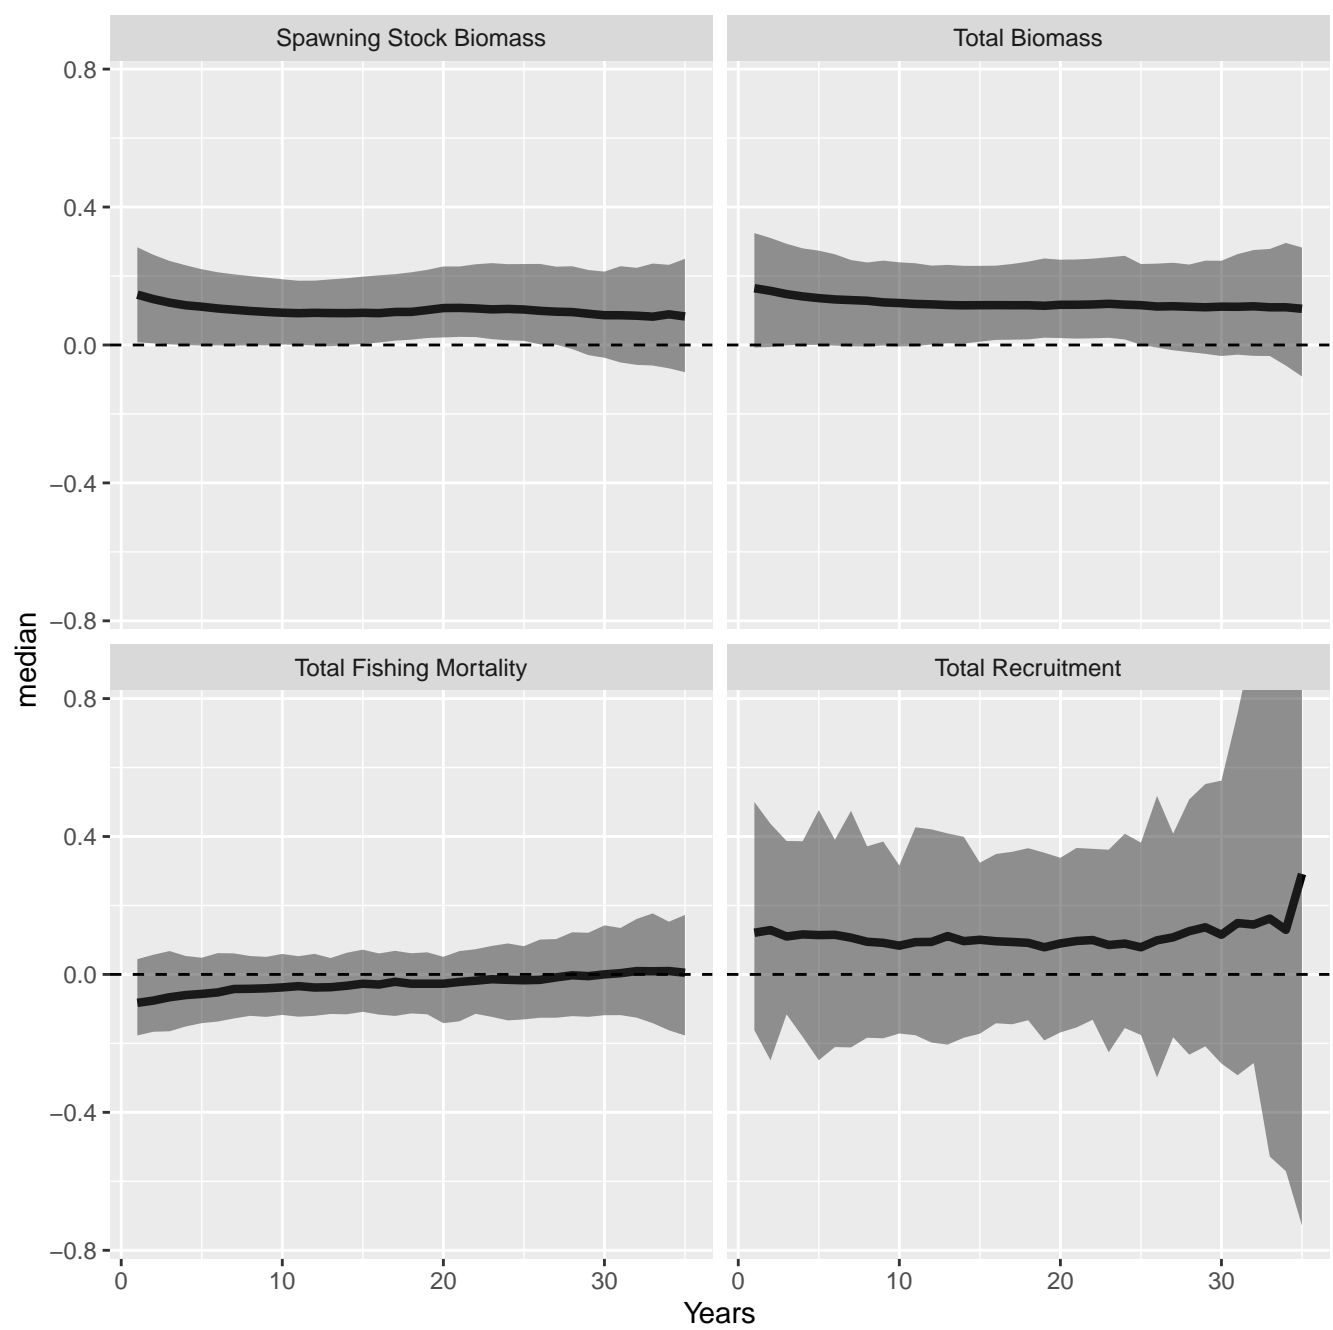 Spawning Stock Biomass
Total Biomass
0.8
0.4
0.0
−0.4
−0.8
median
Total Fishing Mortality
Total Recruitment
0.8
0.4
0.0
−0.4
−0.8
0 10 20 30
0 10 20 30
Years